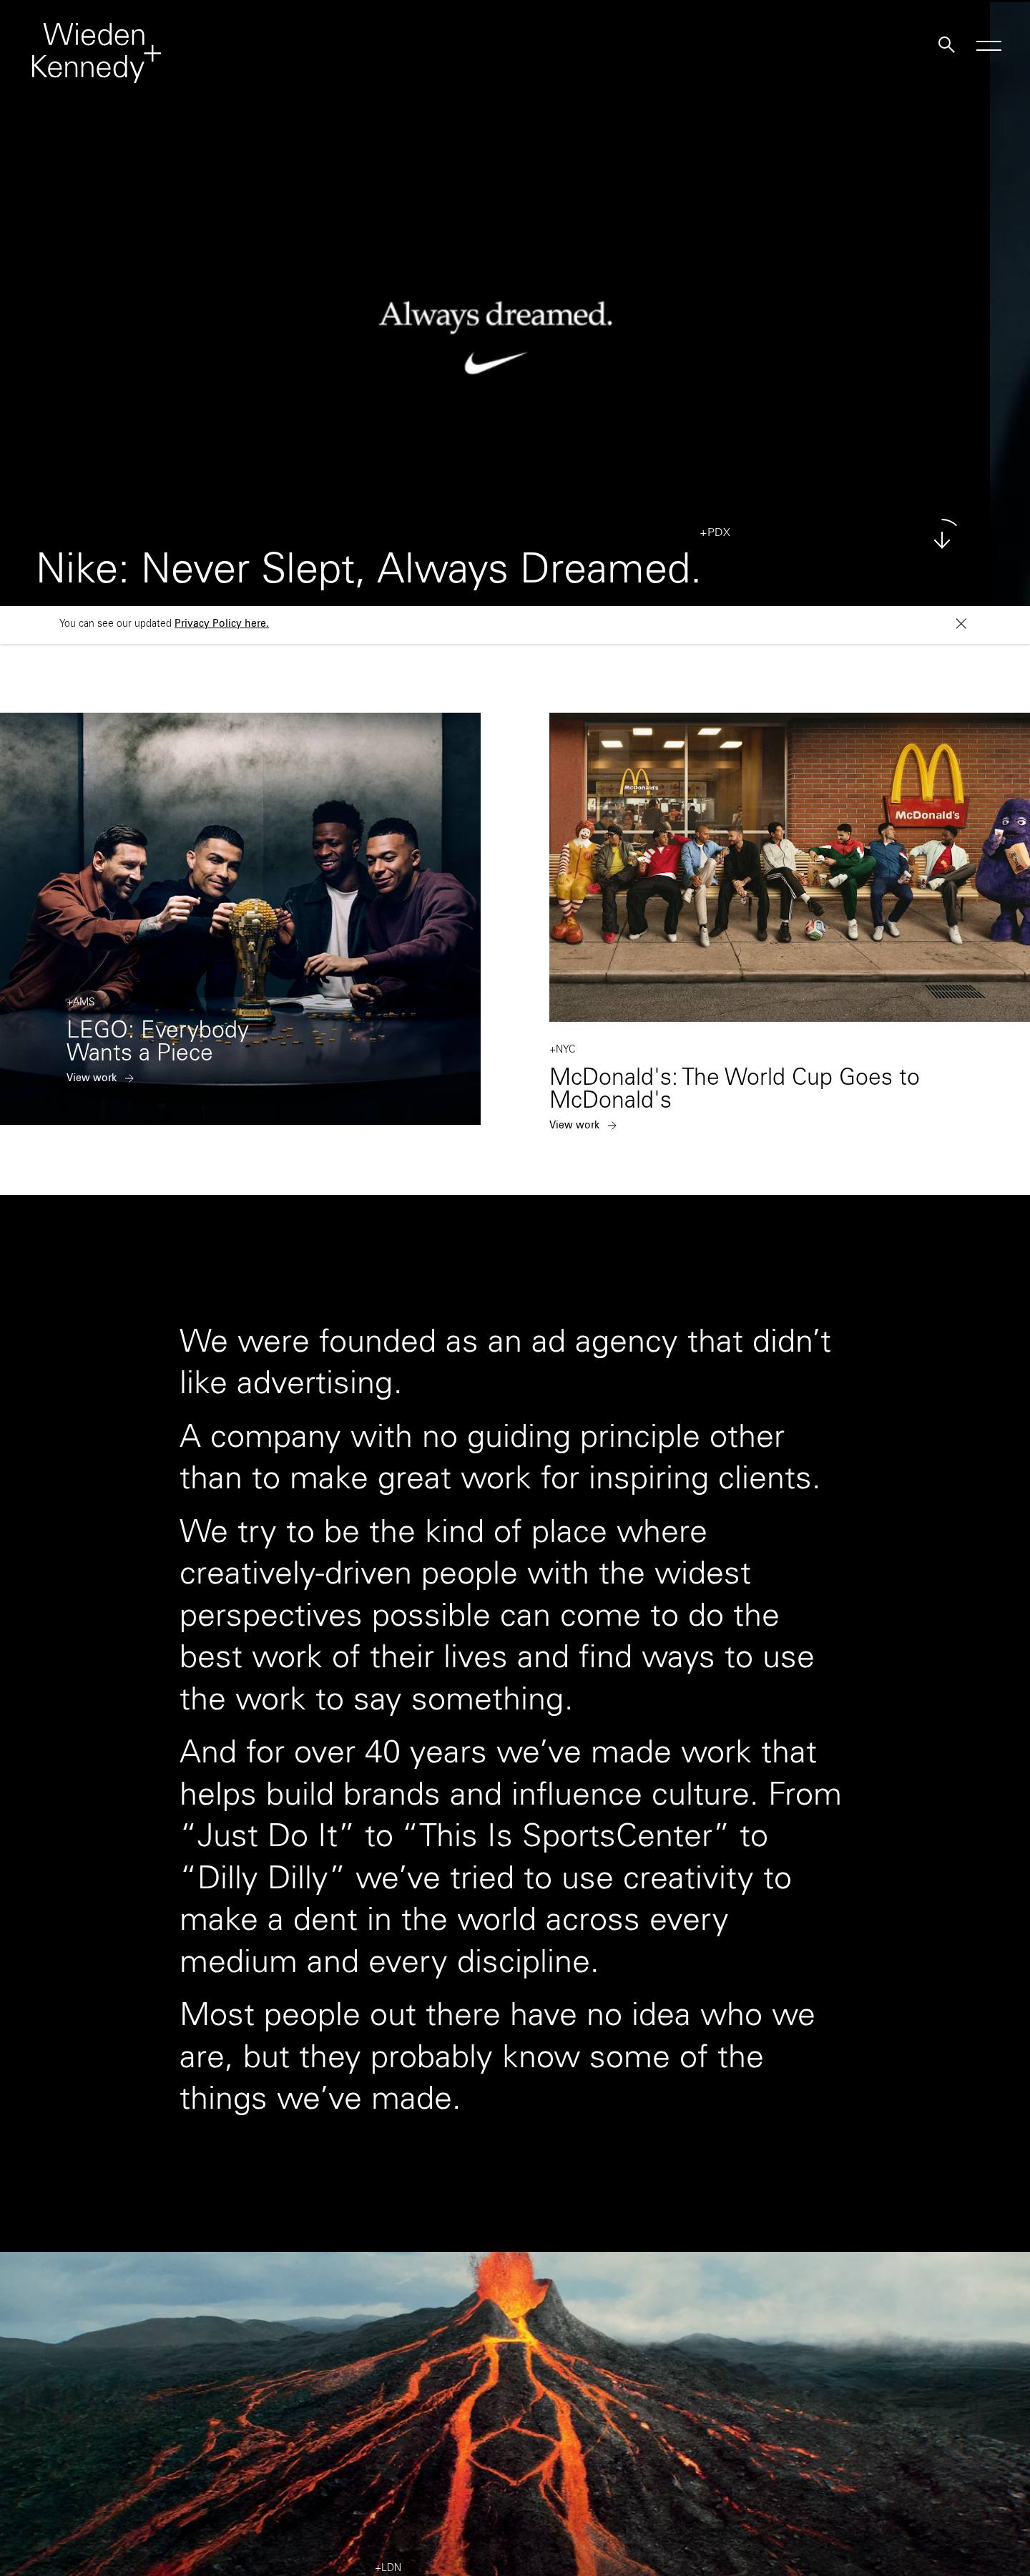 Wieden
+
Kennedy
Always dreamed.
+PDX
Nike: Never Slept, Always Dreamed.
You can see our updated Privacy Policy here.
McDonald's
McDonald's
+AMS
LEGO: Everybody
Wants a Piece
View work
+NYC
McDonald's: The World Cup Goes to
McDonald's
View work
We were founded as an ad agency that didn’t
like advertising.
A company with no guiding principle other
than to make great work for inspiring clients.
We try to be the kind of place where
creatively-driven people with the widest
perspectives possible can come to do the
best work of their lives and find ways to use
the work to say something.
And for over 40 years we’ve made work that
helps build brands and influence culture. From
“Just Do It” to “This Is SportsCenter” to
“Dilly Dilly” we’ve tried to use creativity to
make a dent in the world across every
medium and every discipline.
Most people out there have no idea who we
are, but they probably know some of the
things we’ve made.
+LDN